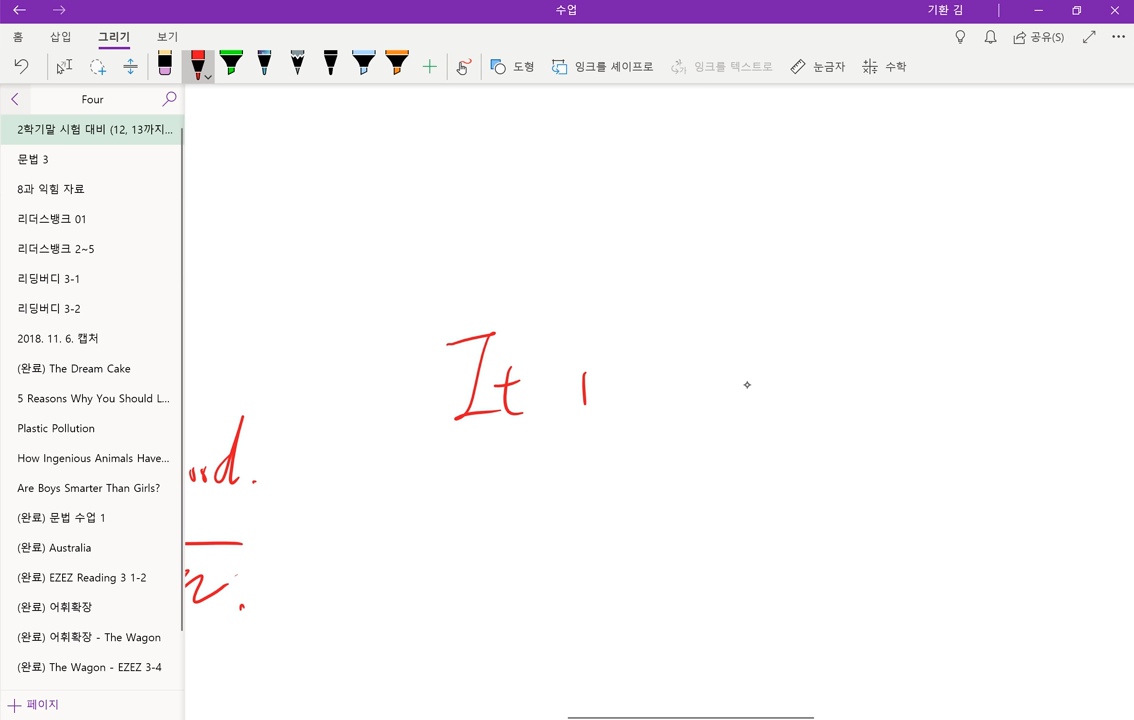 수업
기환 김
홈 삽입 그리기 보기
공유(S)
도형 잉크를 셰이프로 잉크를 텍스트로 눈금자 수학
Four
2학기말 시험 대비 (12, 13까지...
문법 3
8과 익힘 자료
리더스뱅크 01
리더스뱅크 2~5
리딩버디 3-1
리딩버디 3-2
2018. 11. 6. 캡처
(완료) The Dream Cake
5 Reasons Why You Should L...
Plastic Pollution
How Ingenious Animals Have...
Are Boys Smarter Than Girls?
(완료) 문법 수업 1
(완료) Australia
(완료) EZEZ Reading 3 1-2
(완료) 어휘확장
(완료) 어휘확장 - The Wagon
(완료) The Wagon - EZEZ 3-4
페이지
It